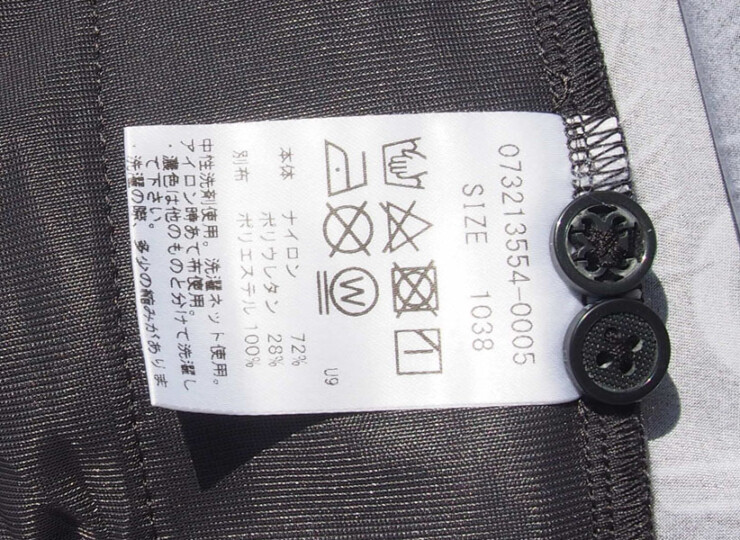 073213554-0005
SIZE 1038
W
本体 ナイロン 72%
ポリウレタン 28%
別布 ポリエステル 100%
U9
中性洗剤使用。洗濯ネット使用。
アイロン時あて布使用。
・濃色は他のものと分けて洗濯し
て下さい。
・洗濯の際、多少の縮みがありま